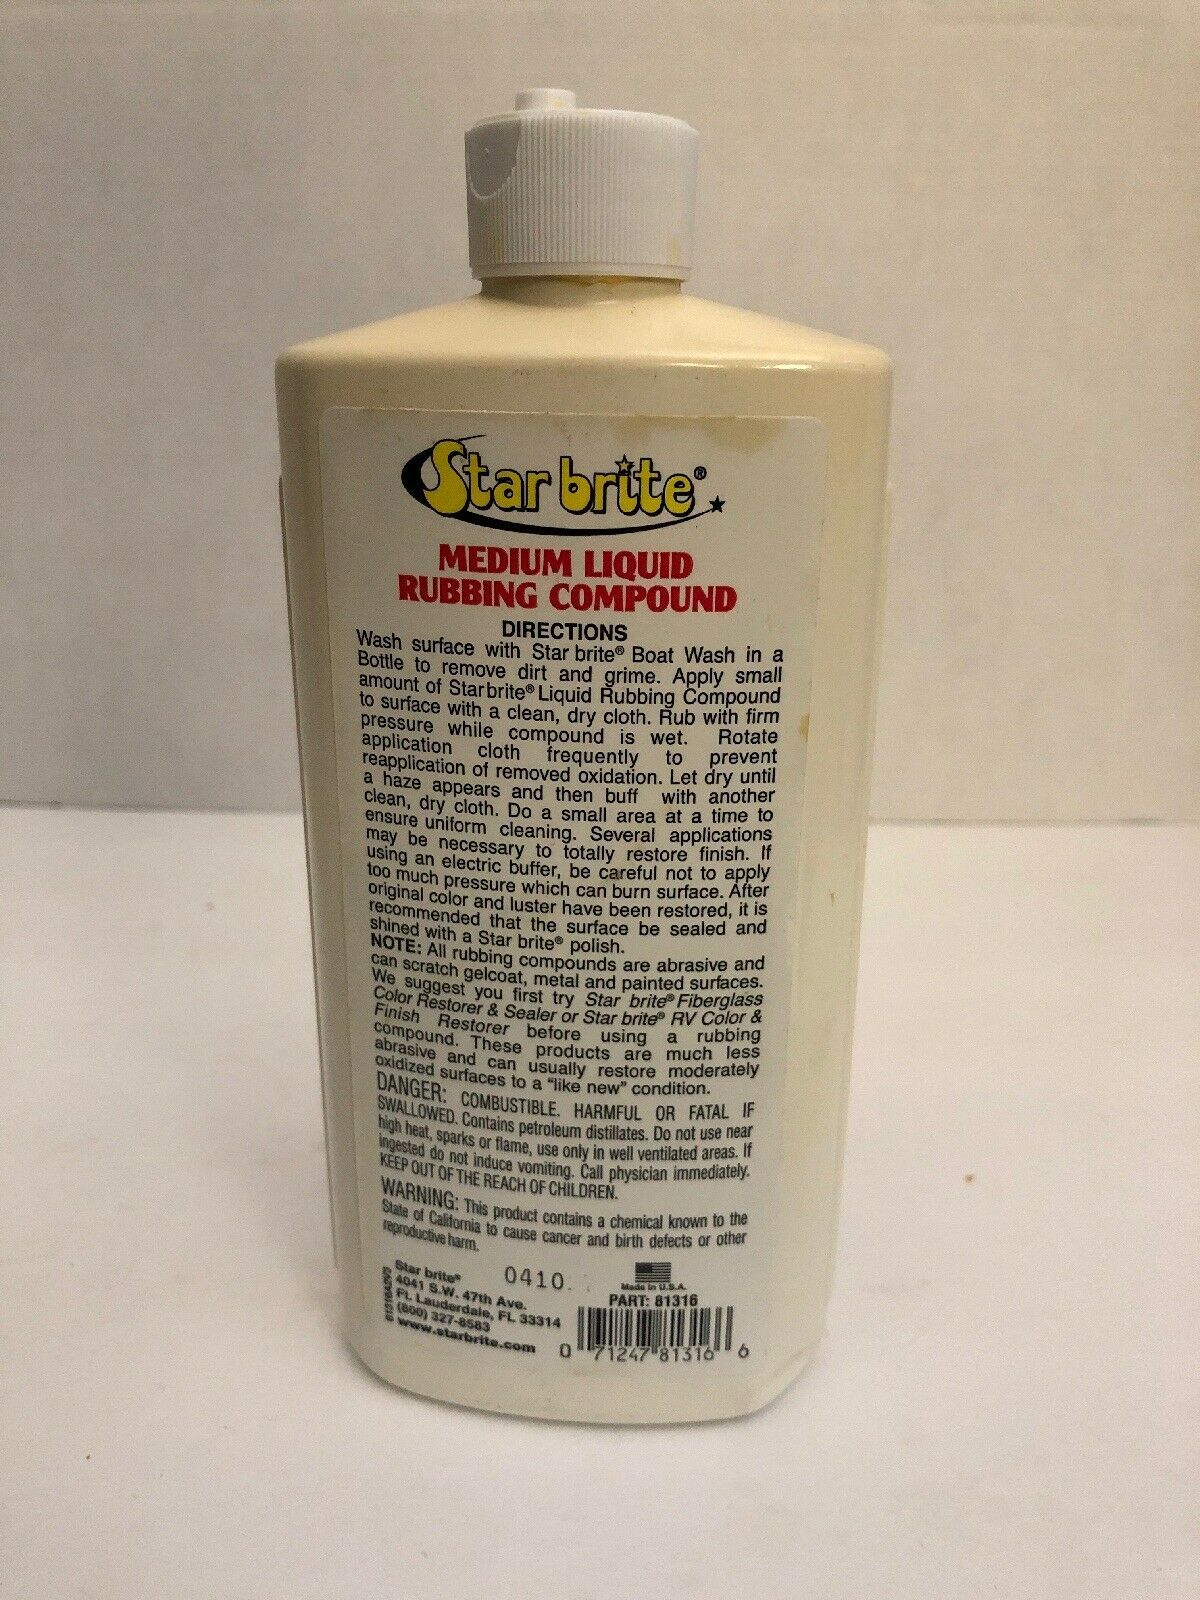 Star brite®
MEDIUM LIQUID
RUBBING COMPOUND
DIRECTIONS
Wash surface with Star brite® Boat Wash in a
Bottle to remove dirt and grime. Apply small
amount of Star brite® Liquid Rubbing Compound
to surface with a clean, dry cloth. Rub with firm
pressure while compound is wet. Rotate
application cloth frequently to prevent
reapplication of removed oxidation. Let dry until
a haze appears and then buff with another
clean, dry cloth. Do a small area at a time to
ensure uniform cleaning. Several applications
may be necessary to totally restore finish. If
using an electric buffer, be careful not to apply
too much pressure which can burn surface. After
original color and luster have been restored, it is
recommended that the surface be sealed and
shined with a Star brite® polish.
NOTE: All rubbing compounds are abrasive and
can scratch gelcoat, metal and painted surfaces.
We suggest you first try Star brite® Fiberglass
Color Restorer & Sealer or Star brite® RV Color &
Finish Restorer before using a rubbing
compound. These products are much less
abrasive and can usually restore moderately
oxidized surfaces to a "like new" condition.
DANGER: COMBUSTIBLE. HARMFUL OR FATAL IF
SWALLOWED. Contains petroleum distillates. Do not use near
high heat, sparks or flame, use only in well ventilated areas. If
ingested do not induce vomiting. Call physician immediately.
KEEP OUT OF THE REACH OF CHILDREN.
WARNING: This product contains a chemical known to the
State of California to cause cancer and birth defects or other
reproductive harm.
Star brite®
4041 S.W. 47th Ave.
Ft. Lauderdale, FL 33314
(800) 327-8583
www.starbrite.com
0410
Made in U.S.A.
PART: 81316
0 71247 81316 6